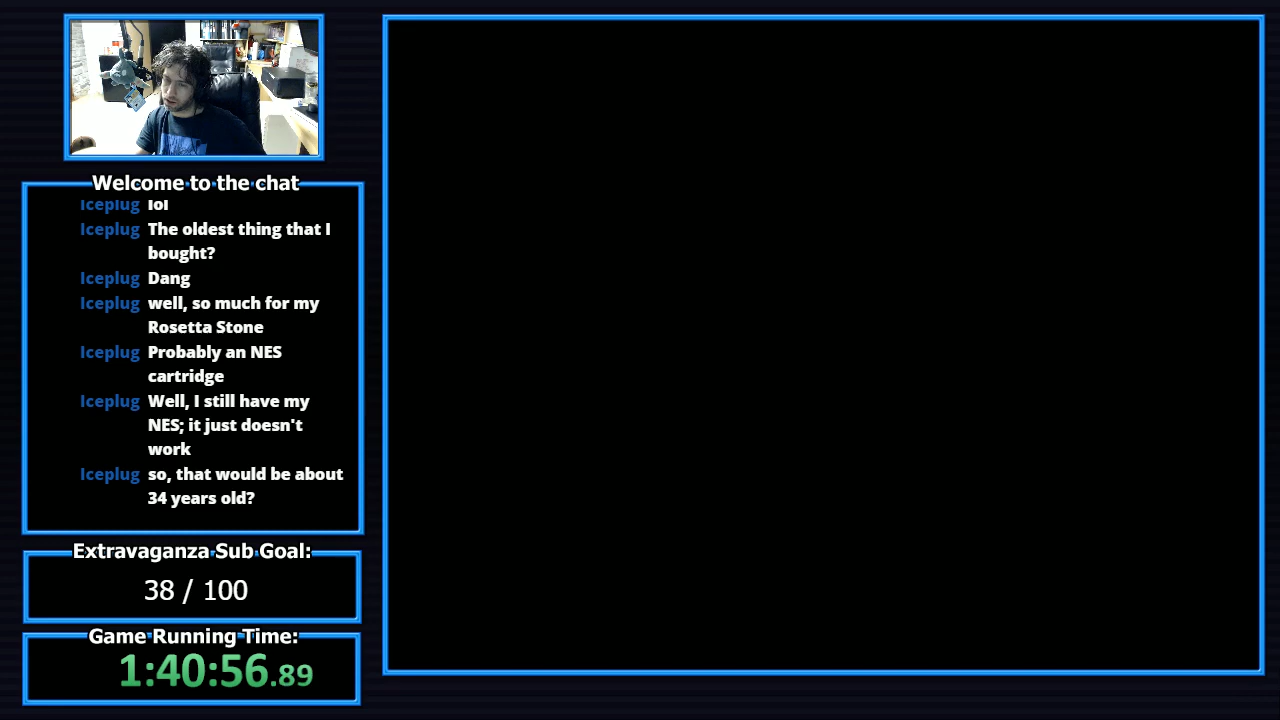 Welcome to the chat
Iceplug lol
Iceplug The oldest thing that I
bought?
Iceplug Dang
Iceplug well, so much for my
Rosetta Stone
Iceplug Probably an NES
cartridge
Iceplug Well, I still have my
NES; it just doesn't
work
Iceplug so, that would be about
34 years old?
Extravaganza Sub Goal:
38 / 100
Game Running Time:
1:40:56.89